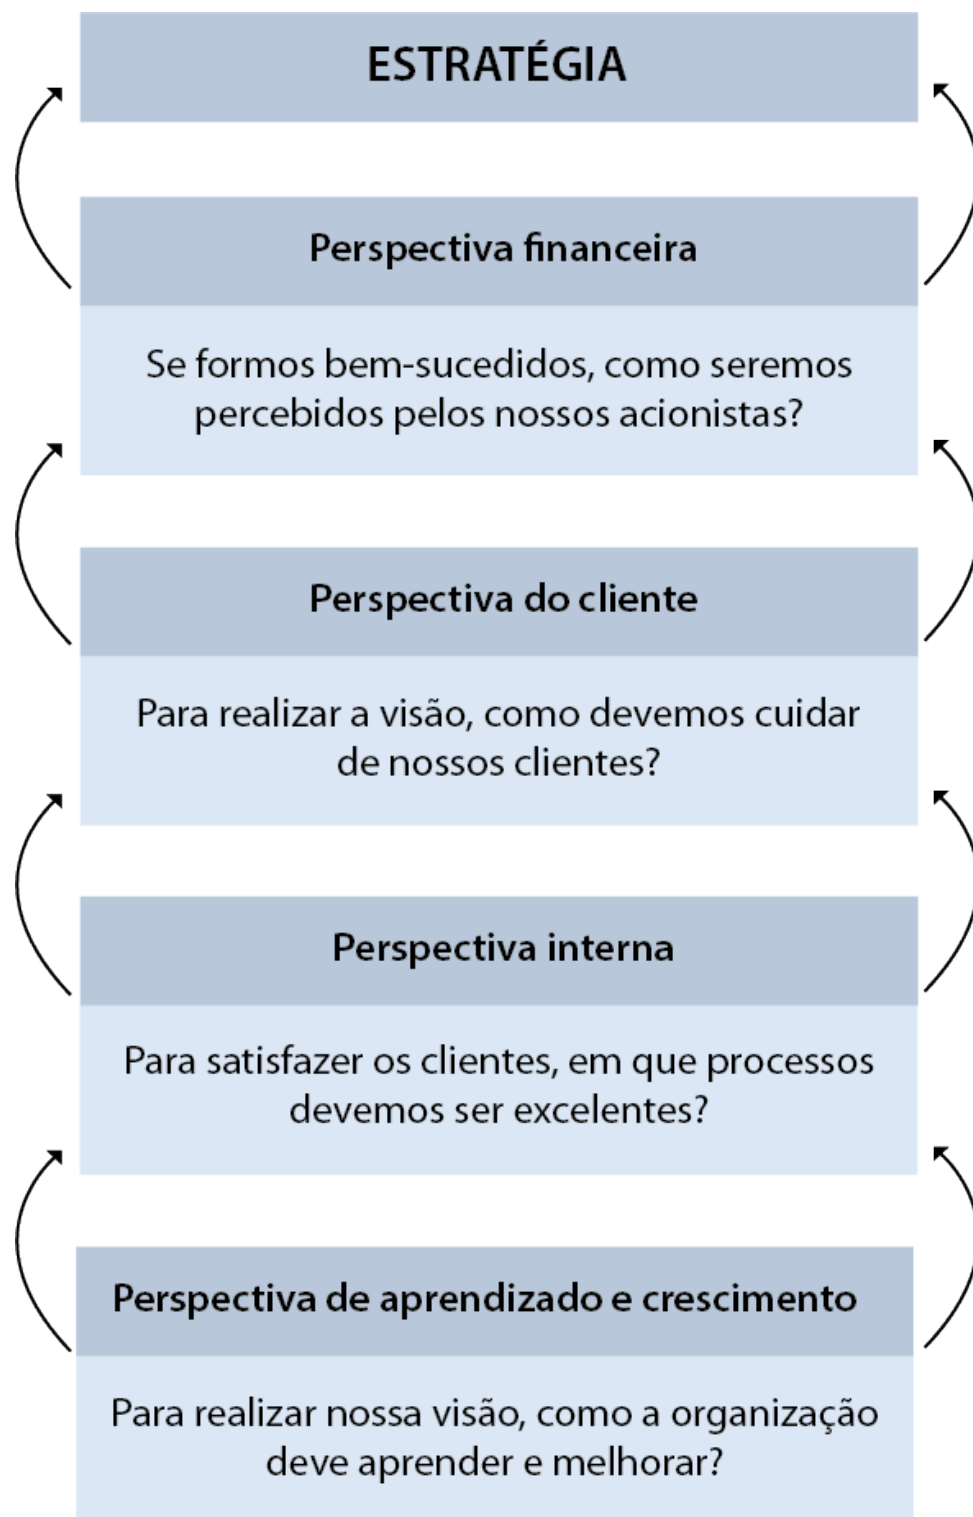 ESTRATÉGIA
Perspectiva financeira
Se formos bem-sucedidos, como seremos
percebidos pelos nossos acionistas?
Perspectiva do cliente
Para realizar a visão, como devemos cuidar
de nossos clientes?
Perspectiva interna
Para satisfazer os clientes, em que processos
devemos ser excelentes?
Perspectiva de aprendizado e crescimento
Para realizar nossa visão, como a organização
deve aprender e melhorar?